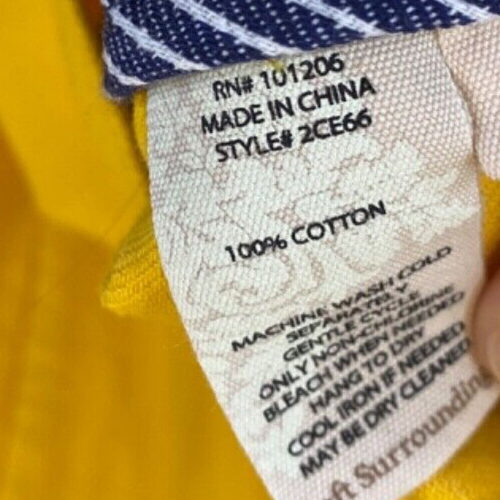 RN# 101206
MADE IN CHINA
STYLE# 2CE66
100% COTTON
MACHINE WASH COLD
SEPARATELY
GENTLE CYCLE
ONLY NON-CHLORINE
BLEACH WHEN NEEDED
HANG TO DRY
COOL IRON IF NEEDED
MAY BE DRY CLEANED
ft Surrounding